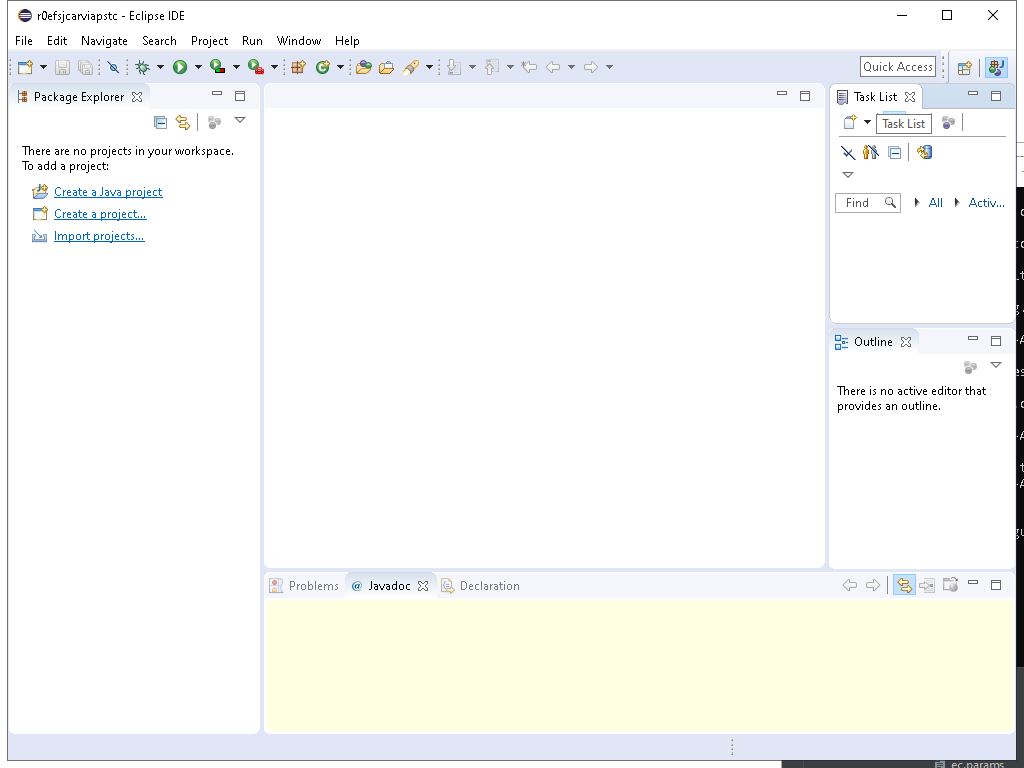 r0efsjcarviapstc - Eclipse IDE
File Edit Navigate Search Project Run Window Help
Quick Access
Package Explorer
There are no projects in your workspace.
To add a project:
Create a Java project
Create a project...
Import projects...
Task List
Task List
Find All Activ...
Outline
There is no active editor that
provides an outline.
Problems @ Javadoc Declaration
ec.params